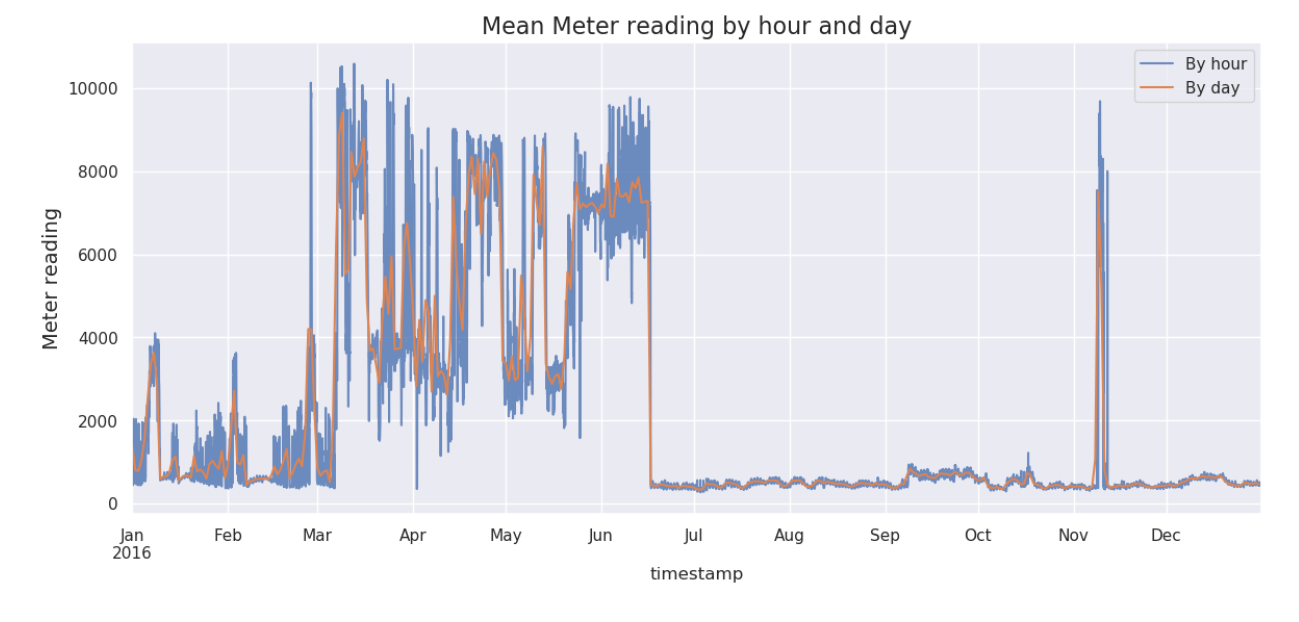 Mean Meter reading by hour and day
By hour
By day
Meter reading
10000
8000
6000
4000
2000
0
Jan
2016
Feb
Mar
Apr
May
Jun
Jul
Aug
Sep
Oct
Nov
Dec
timestamp